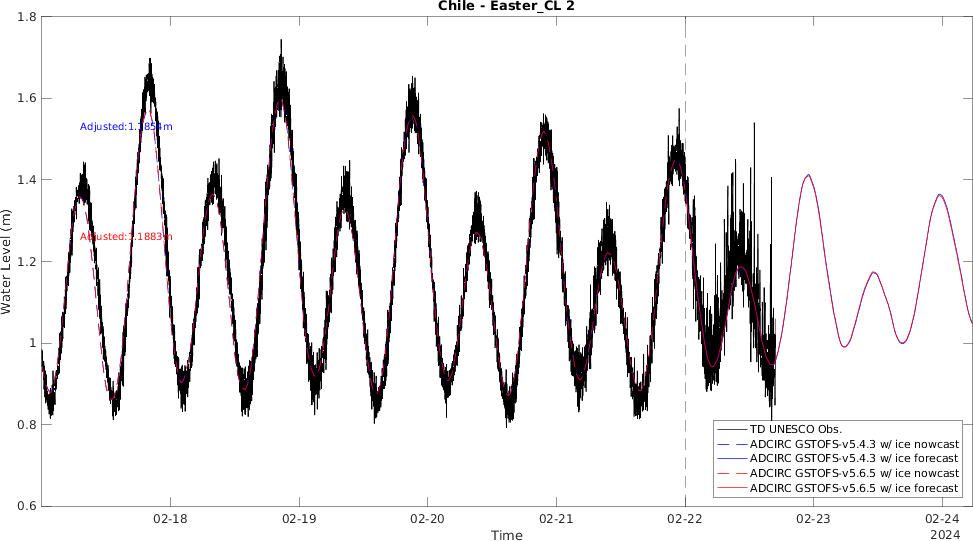 Chile - Easter_CL 2
1.8
1.6
1.4
1.2
1
0.8
0.6
Water Level (m)
Adjusted:1.1854m
Adjusted:1.1883m
TD UNESCO Obs.
ADCIRC GSTOFS-v5.4.3 w/ ice nowcast
ADCIRC GSTOFS-v5.4.3 w/ ice forecast
ADCIRC GSTOFS-v5.6.5 w/ ice nowcast
ADCIRC GSTOFS-v5.6.5 w/ ice forecast
02-18
02-19
02-20
02-21
02-22
02-23
02-24
Time
2024